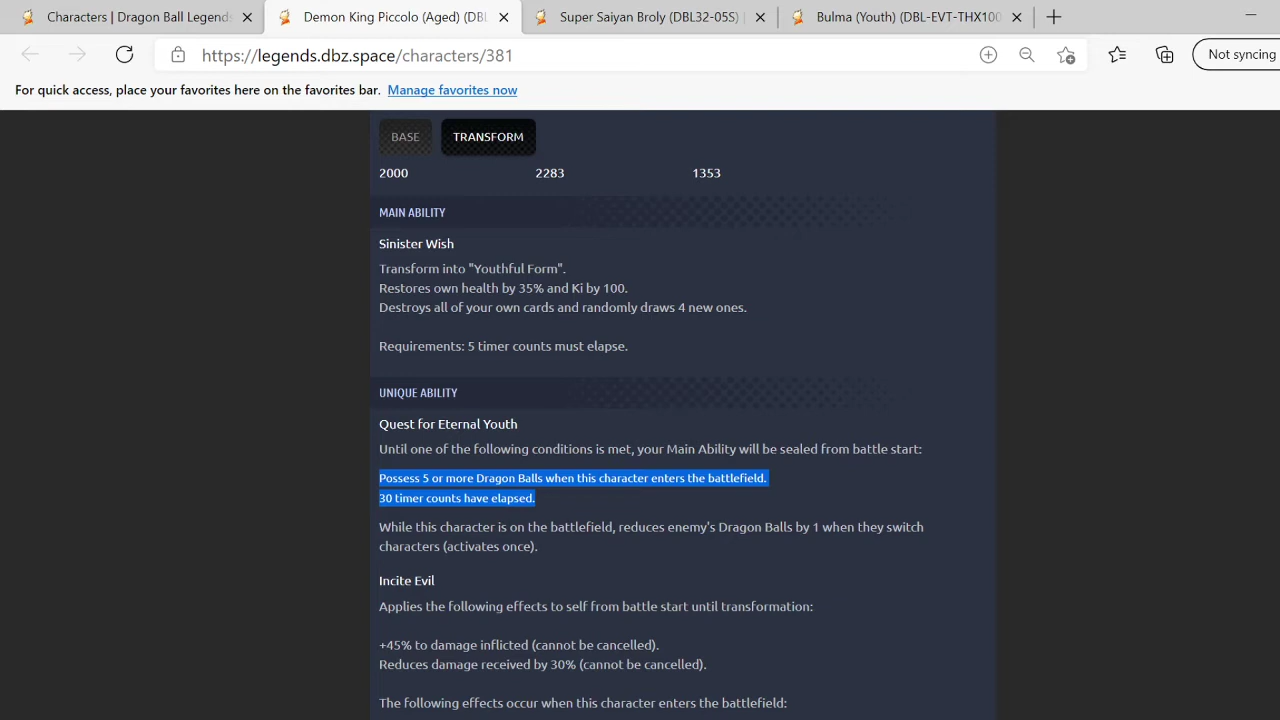 Characters | Dragon Ball Legends
Demon King Piccolo (Aged) (DBL
Super Saiyan Broly (DBL32-05S) |
Bulma (Youth) (DBL-EVT-THX100
https://legends.dbz.space/characters/381
Not syncing
For quick access, place your favorites here on the favorites bar. Manage favorites now
BASE TRANSFORM
2000 2283 1353
MAIN ABILITY
Sinister Wish
Transform into "Youthful Form".
Restores own health by 35% and Ki by 100.
Destroys all of your own cards and randomly draws 4 new ones.
Requirements: 5 timer counts must elapse.
UNIQUE ABILITY
Quest for Eternal Youth
Until one of the following conditions is met, your Main Ability will be sealed from battle start:
Possess 5 or more Dragon Balls when this character enters the battlefield.
30 timer counts have elapsed.
While this character is on the battlefield, reduces enemy's Dragon Balls by 1 when they switch
characters (activates once).
Incite Evil
Applies the following effects to self from battle start until transformation:
+45% to damage inflicted (cannot be cancelled).
Reduces damage received by 30% (cannot be cancelled).
The following effects occur when this character enters the battlefield: